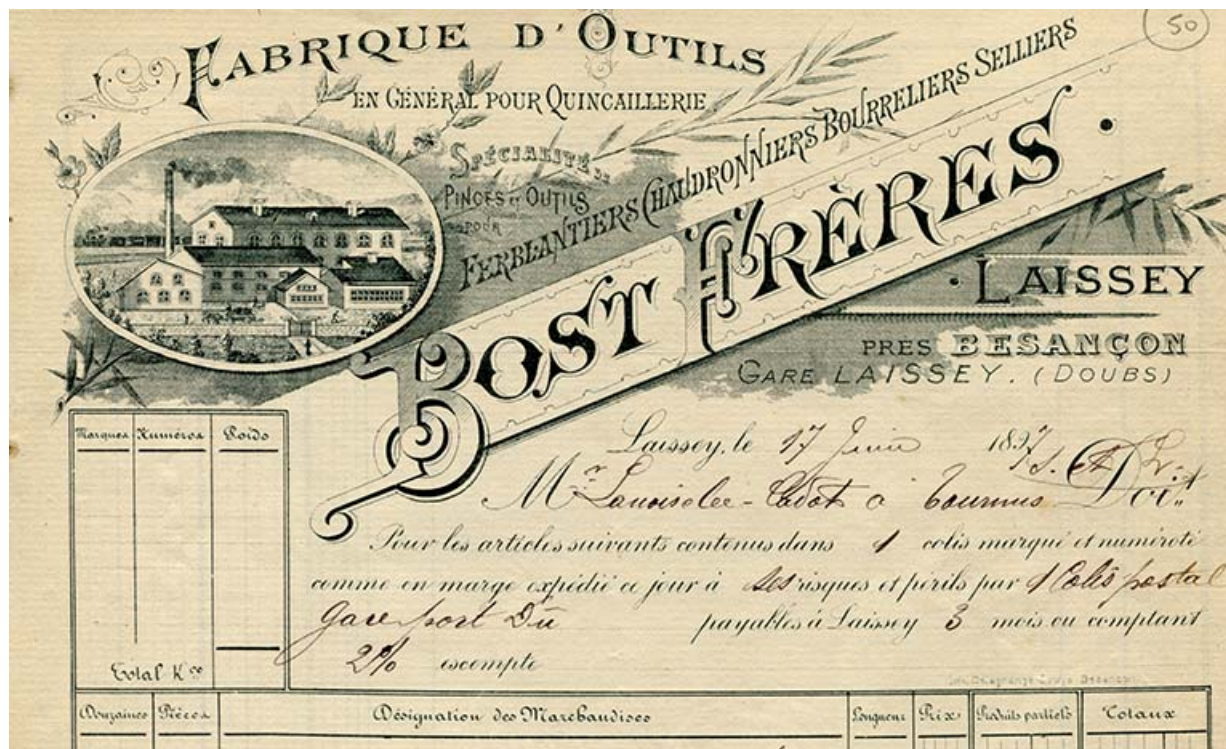 50
FABRIQUE D'OUTILS
EN GÉNÉRAL POUR QUINCAILLERIE
SPÉCIALITÉ DE
PINCES ET OUTILS
POUR
FERBLANTIERS CHAUDRONNIERS BOURRELIERS SELLIERS
BOST FRÈRES.
LAISSEY
PRES BESANÇON
GARE LAISSEY. (DOUBS)
Marques Numéros Poids
Laissey, le 17 Juin 1897
Mr à Tournus Doit
Pour les articles suivants contenus dans 1 colis marqué et numéroté
comme en marge expédié ce jour à ses risques et périls par 1 Colis postal
gare port Dû payables à Laissey 3 mois ou comptant
2% escompte
Total Kos
Douzaines Pièces Désignation des Marchandises Longueur Prix Produits partiels Totaux